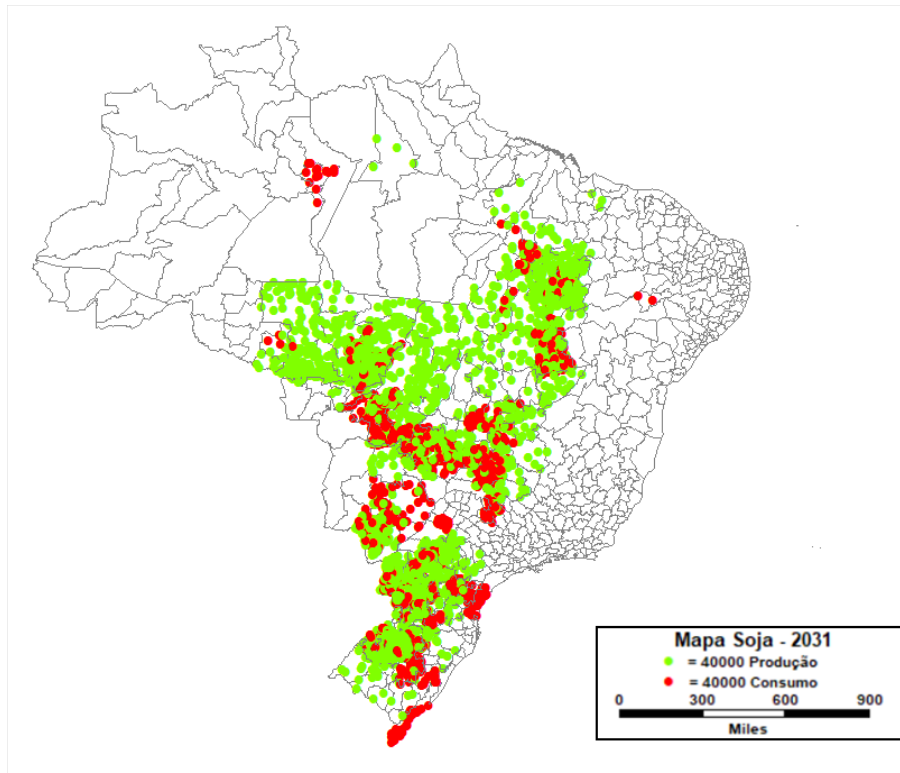 Mapa Soja - 2031
= 40000 Produção
= 40000 Consumo
0 300 600 900
Miles